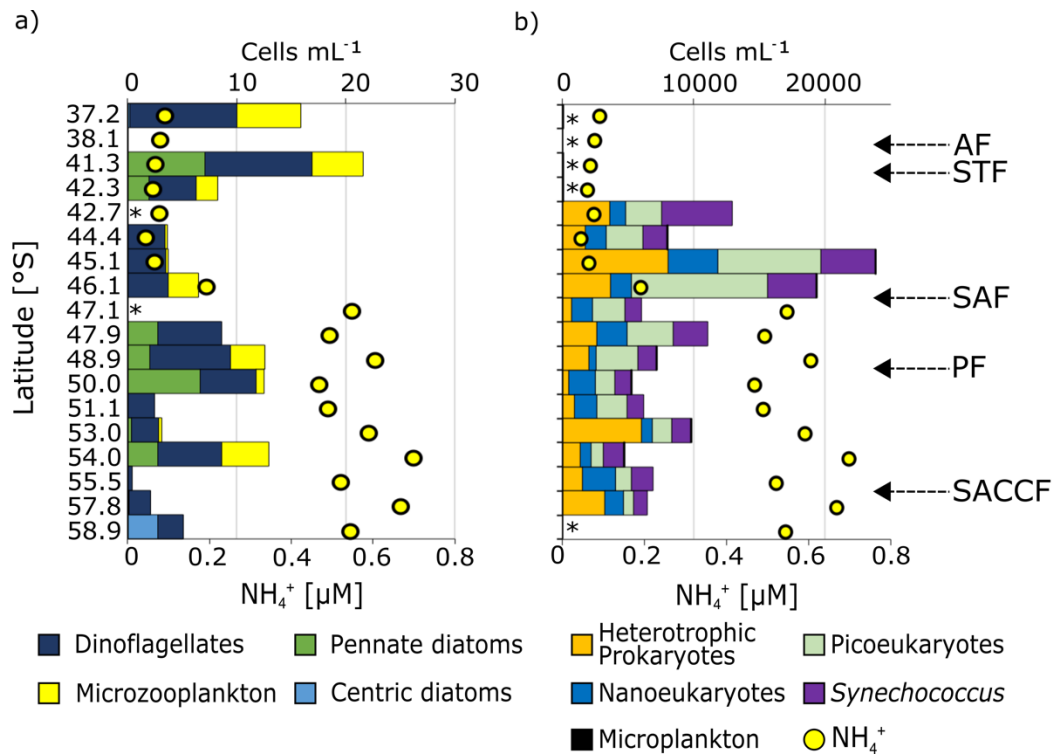 a)
Cells mL⁻¹
0 10 20 30
37.2
38.1
41.3
42.3
42.7 *
44.4
45.1
46.1
47.1 *
47.9
48.9
50.0
51.1
53.0
54.0
55.5
57.8
58.9
Latitude [°S]
0 0.2 0.4 0.6 0.8
NH₄⁺ [µM]
b)
Cells mL⁻¹
0 100000 20000
*
*
*
*
*
AF
STF
SAF
PF
SACCF
0 0.2 0.4 0.6 0.8
NH₄⁺ [µM]
Dinoflagellates
Pennate diatoms
Microzooplankton
Centric diatoms
Heterotrophic
Prokaryotes
Picoeukaryotes
Nanoeukaryotes
Synechococcus
Microplankton
NH₄⁺